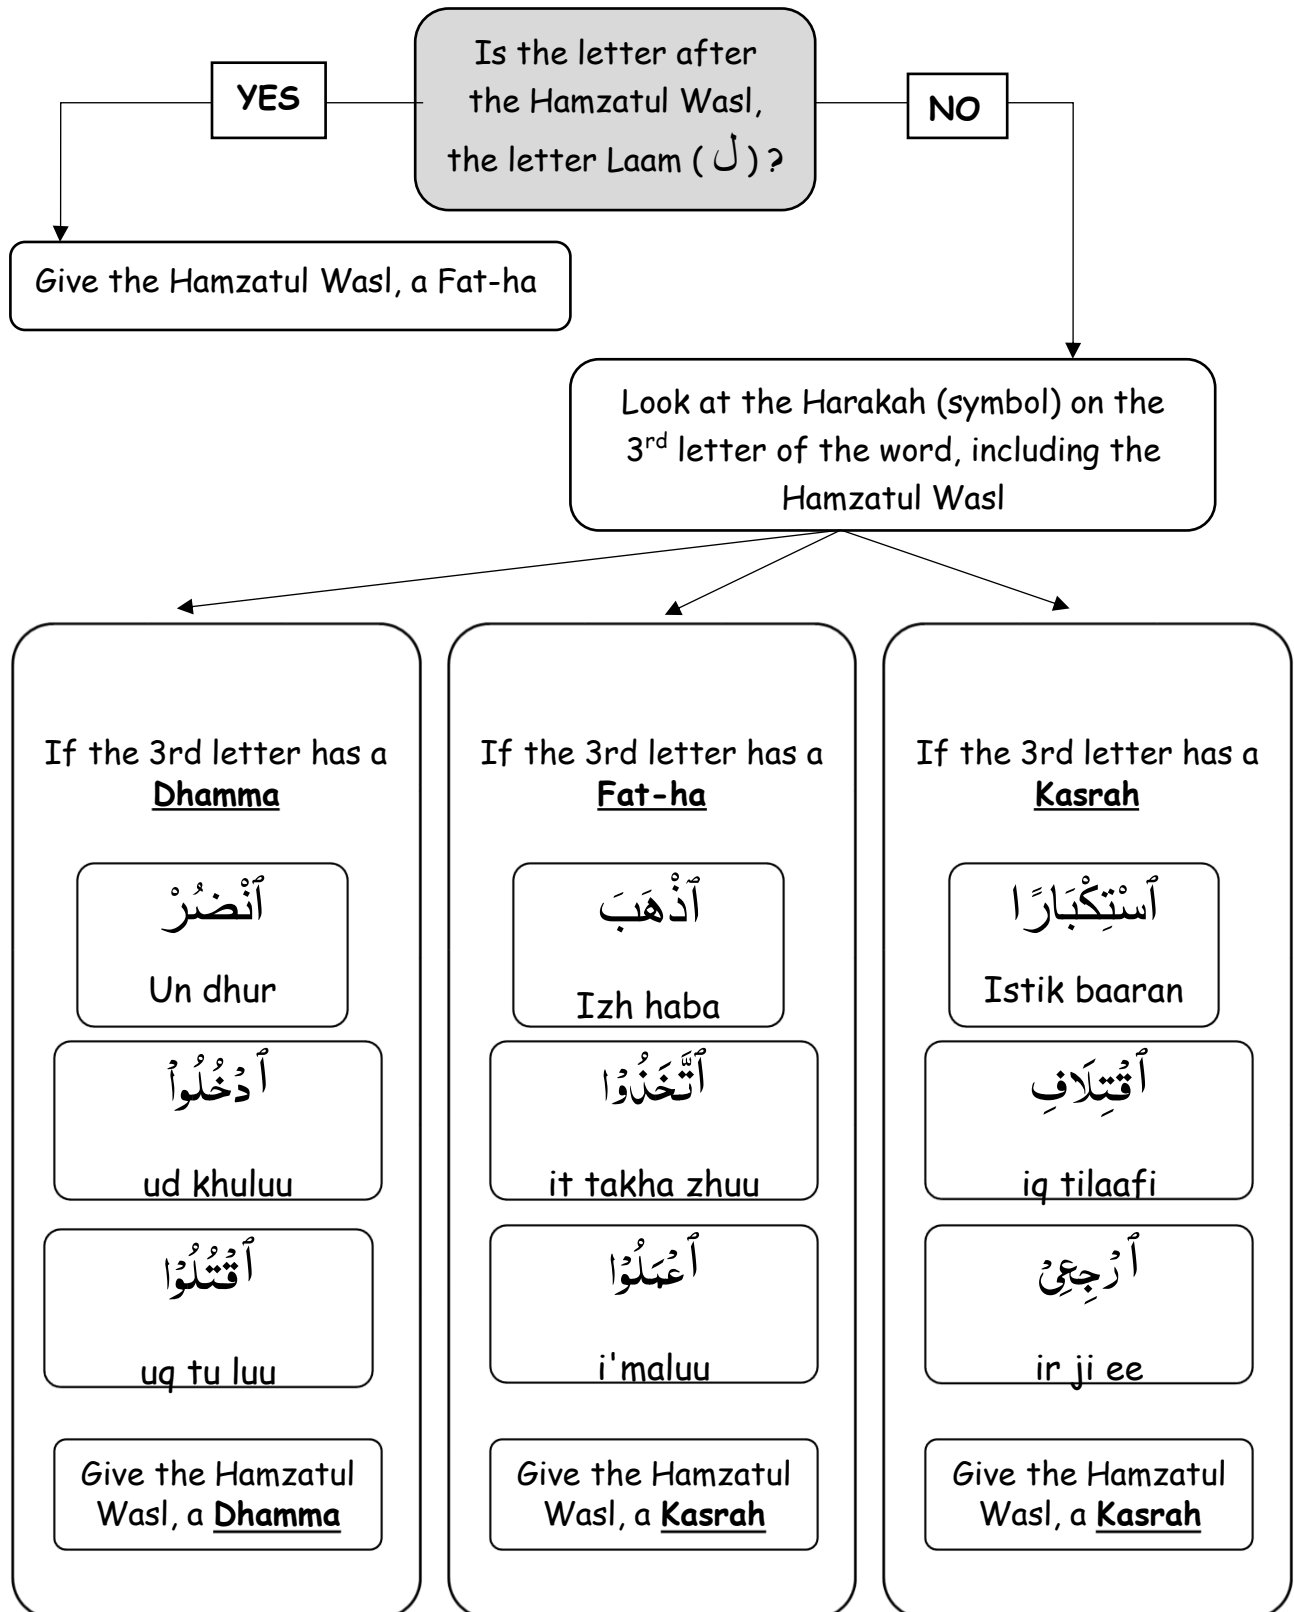 Is the letter after
the Hamzatul Wasl,
the letter Laam ( ل ) ?
YES
NO
Give the Hamzatul Wasl, a Fat-ha
Look at the Harakah (symbol) on the
3rd letter of the word, including the
Hamzatul Wasl
If the 3rd letter has a
Dhamma
ٱنْضُرْ
Un dhur
ٱدْخُلُواْ
ud khuluu
ٱقْتُلُوْا
uq tu luu
Give the Hamzatul
Wasl, a Dhamma
If the 3rd letter has a
Fat-ha
ٱذْهَبَ
Izh haba
ٱتَّخَذُوْا
it takha zhuu
ٱعْمَلُوْا
i'maluu
Give the Hamzatul
Wasl, a Kasrah
If the 3rd letter has a
Kasrah
ٱسْتِكْبَارًا
Istik baaran
ٱقْتِلَافِ
iq tilaafi
ٱرْجِعِىْ
ir ji ee
Give the Hamzatul
Wasl, a Kasrah